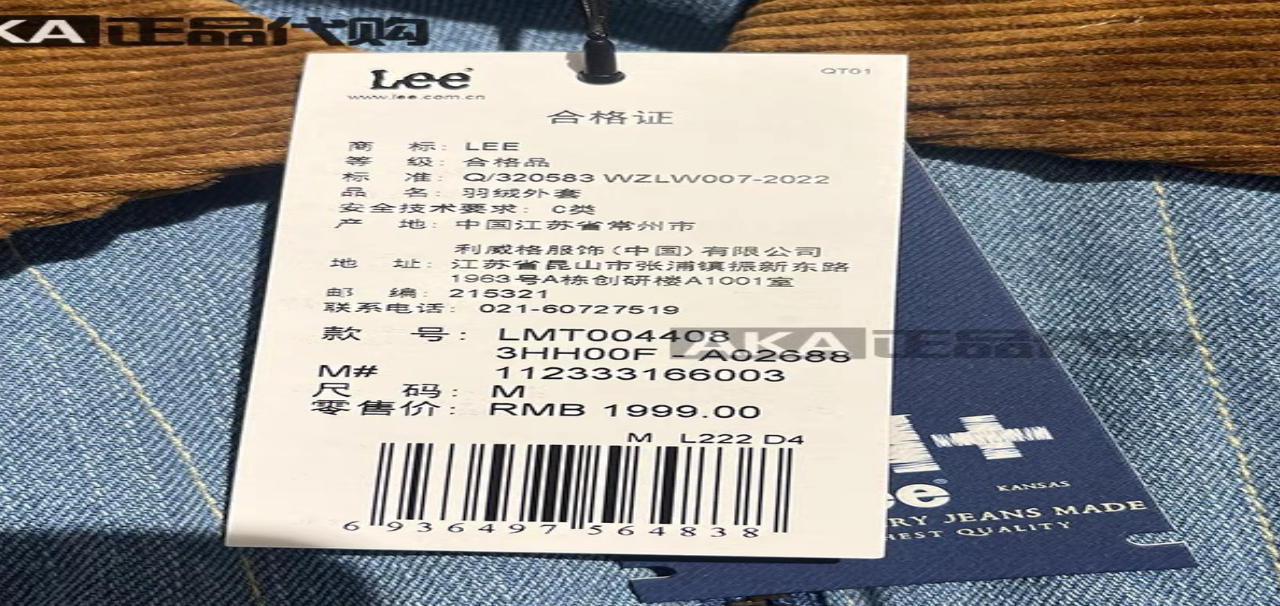 KA 正品代购
Lee
www.lee.com.cn
QT01
合格证
商 标: LEE
等 级: 合格品
标 准: Q/320583 WZLW007-2022
品 名: 羽绒外套
安全技术要求: C类
产 地: 中国江苏省常州市
利威格服饰(中国)有限公司
地 址: 江苏省昆山市张浦镇振新东路
1963号A栋创研楼A1001室
邮 编: 215321
联系电话: 021-60727519
款 号: LMT004408
3HH00F A02688
AKA 正品
M# 112333166003
尺 码: M
零售价: RMB 1999.00
M L222 D4
6936497564838
ee
KANSAS
RY JEANS MADE
HEST QUALITY